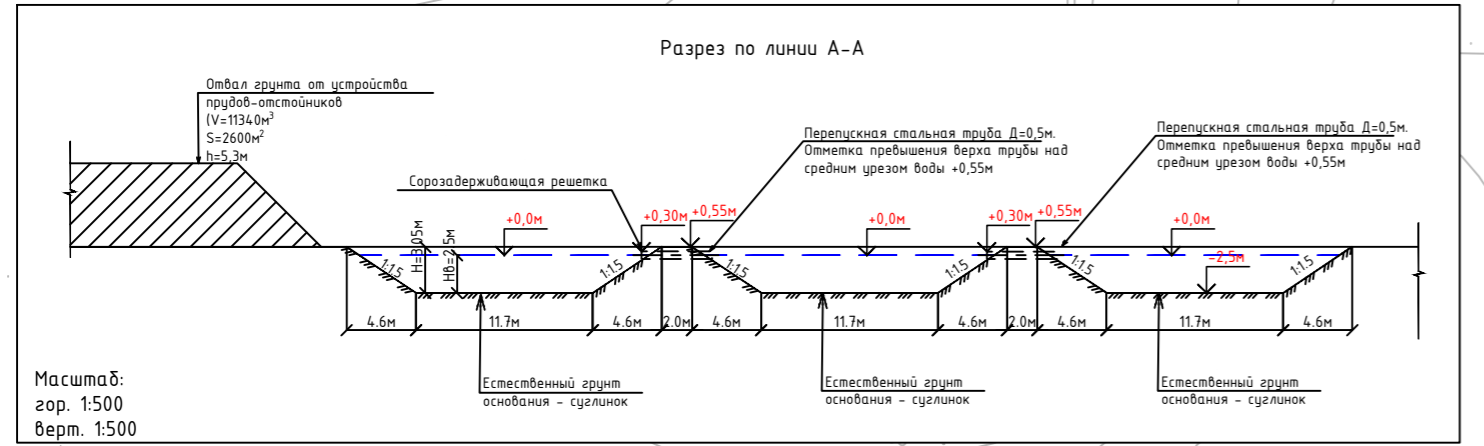 Разрез по линии А-А
Отвал грунта от устройства
прудов-отстойников
(V=11340м³
S=2600м²
h=5,3м
Сорозадерживающая решетка
Перепускная стальная труба Д=0,5м.
Отметка превышения верха трубы над
средним урезом воды +0,55м
Перепускная стальная труба Д=0,5м.
Отметка превышения верха трубы над
средним урезом воды +0,55м
+0,0м
+0,30м
+0,55м
+0,0м
+0,30м
+0,55м
+0,0м
-2,5м
1:1.5
H=3,05м
Hв=2,5м
1:1.5
1:1.5
1:1.5
1:1.5
1:1.5
4.6м
11.7м
4.6м
2.0м
4.6м
11.7м
4.6м
2.0м
4.6м
11.7м
4.6м
Естественный грунт
основания - суглинок
Естественный грунт
основания - суглинок
Естественный грунт
основания - суглинок
Масштаб:
гор. 1:500
верт. 1:500